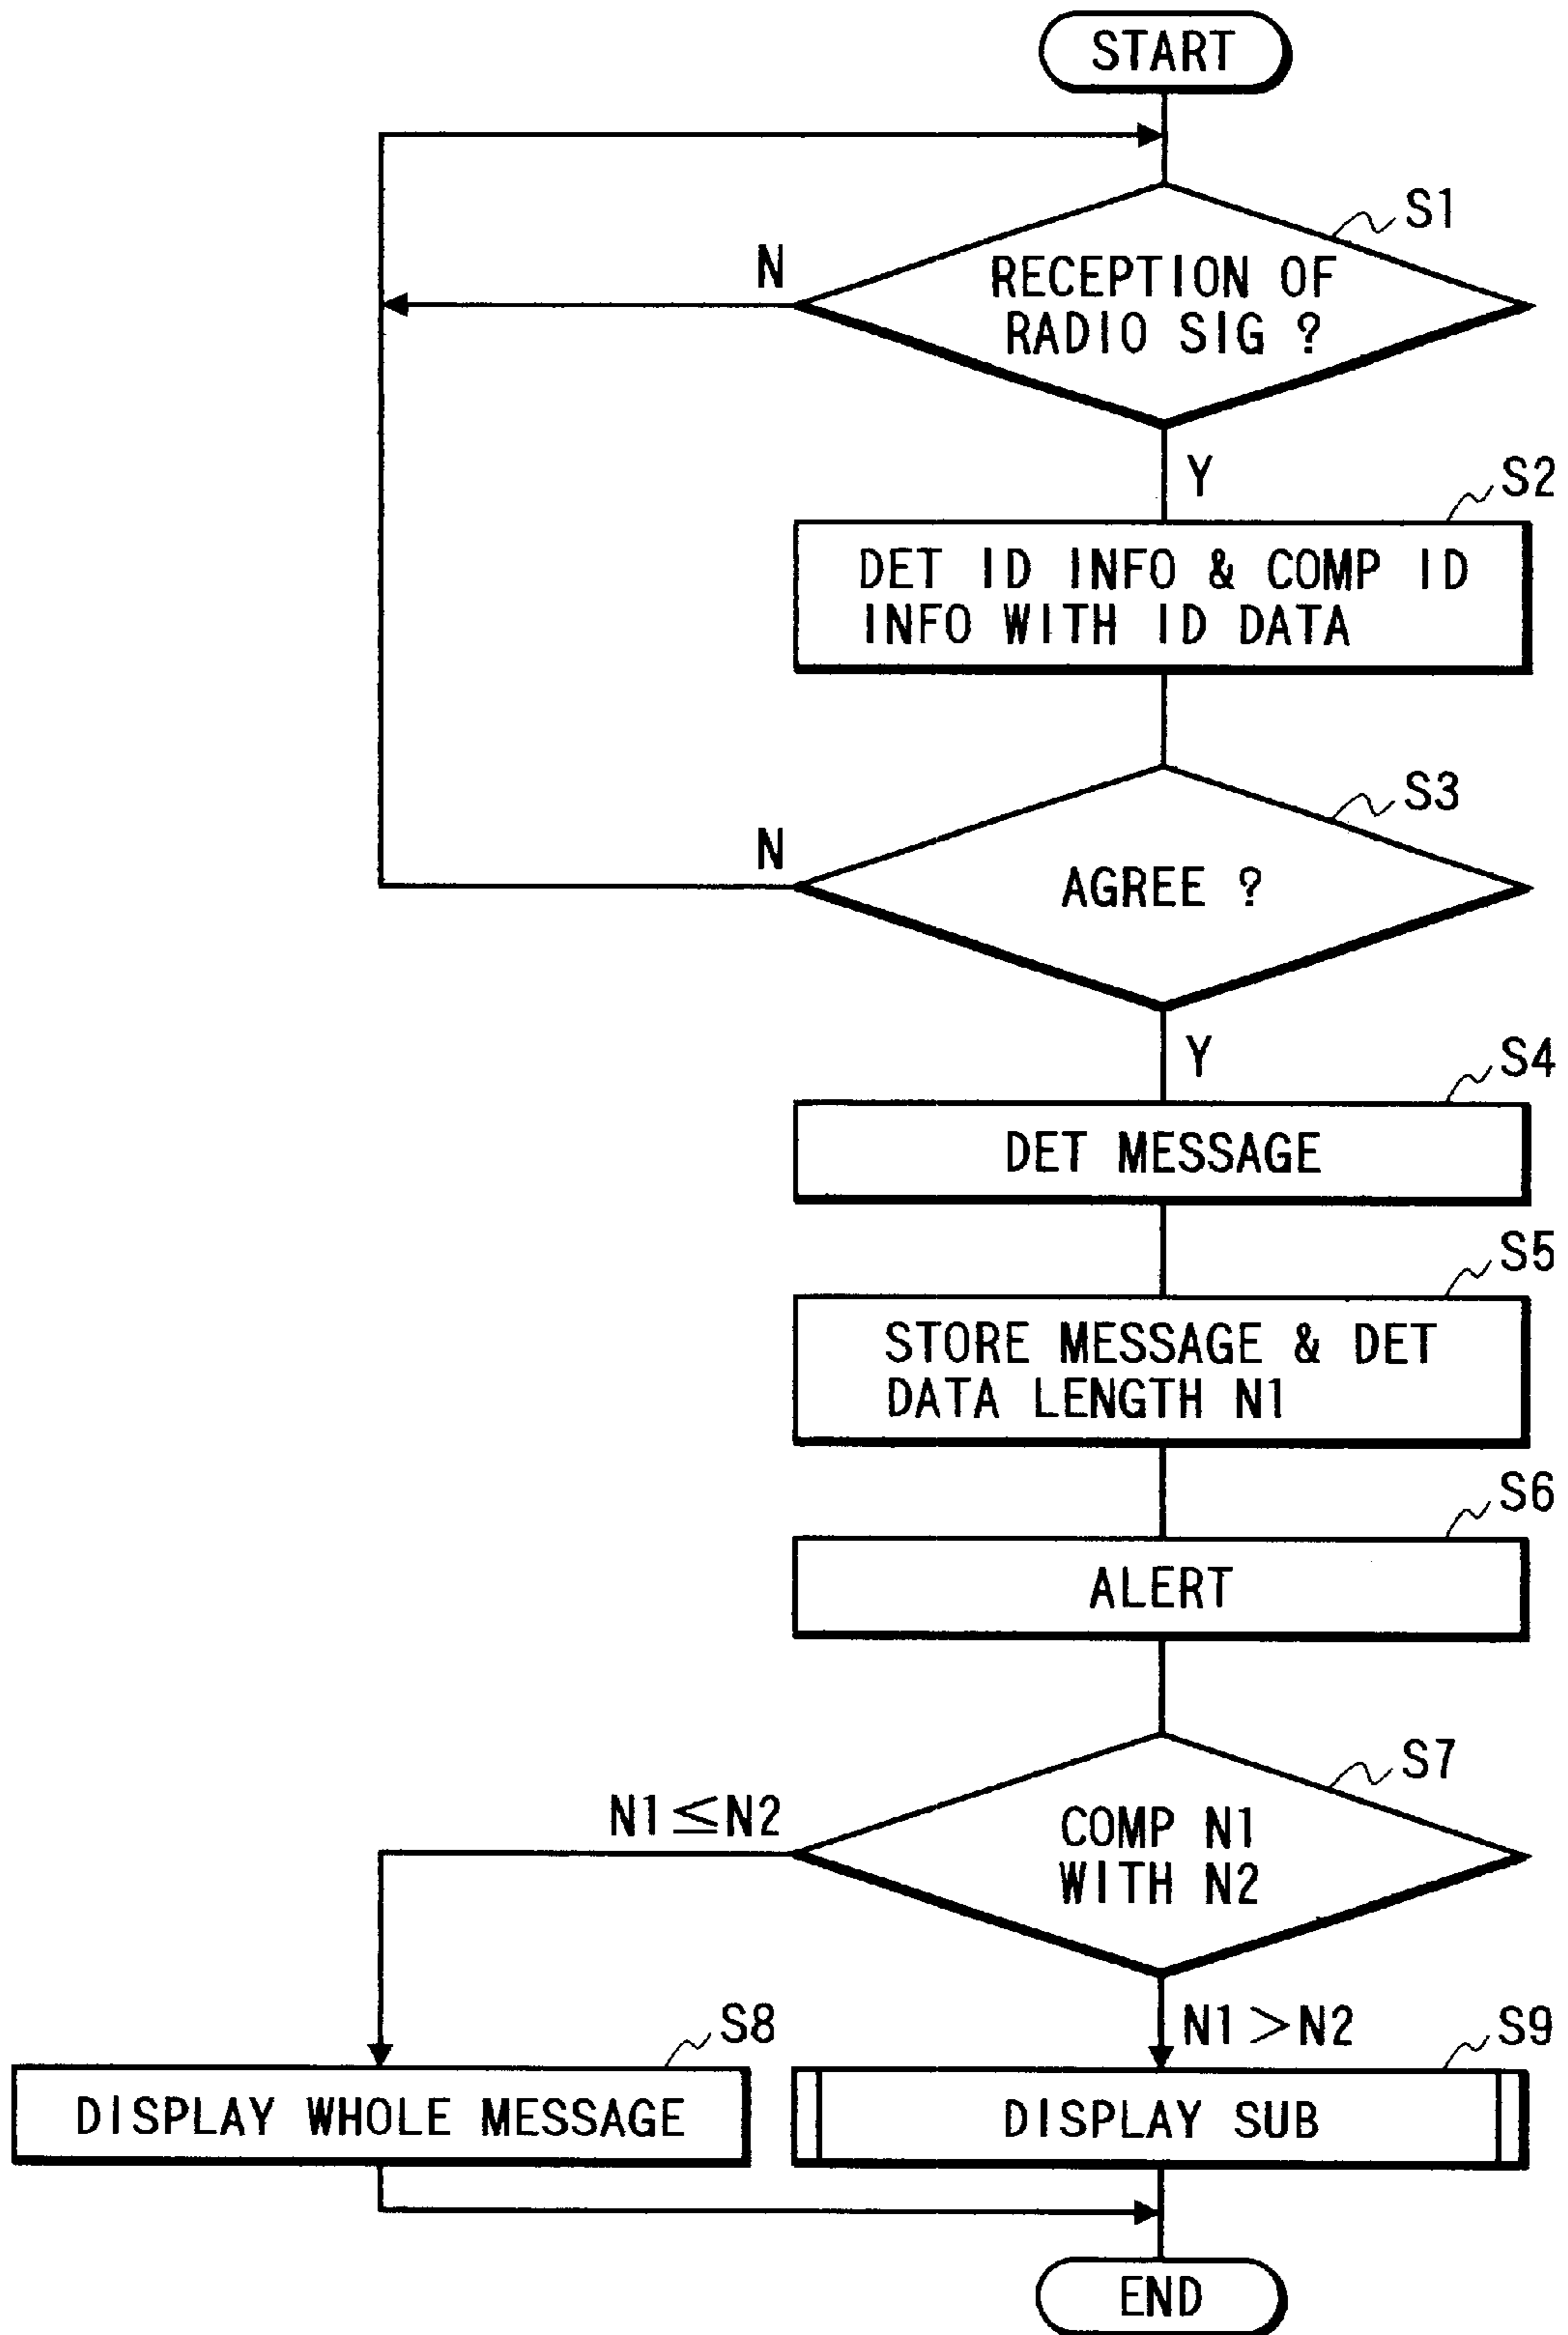 START
S1
N
RECEPTION OF
RADIO SIG ?
Y
S2
DET ID INFO & COMP ID
INFO WITH ID DATA
S3
N
AGREE ?
Y
S4
DET MESSAGE
S5
STORE MESSAGE & DET
DATA LENGTH N1
S6
ALERT
S7
N1≦N2
COMP N1
WITH N2
N1>N2
S8
S9
DISPLAY WHOLE MESSAGE
DISPLAY SUB
END